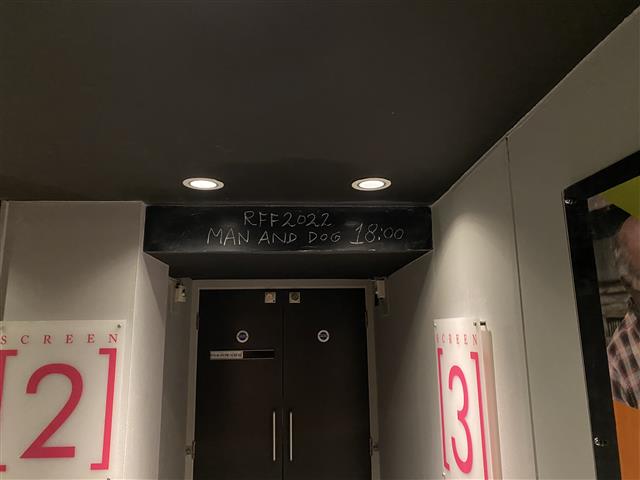 RFF2022
MAN AND DOG 18:00
SCREEN
[2]
SCREEN
[3]